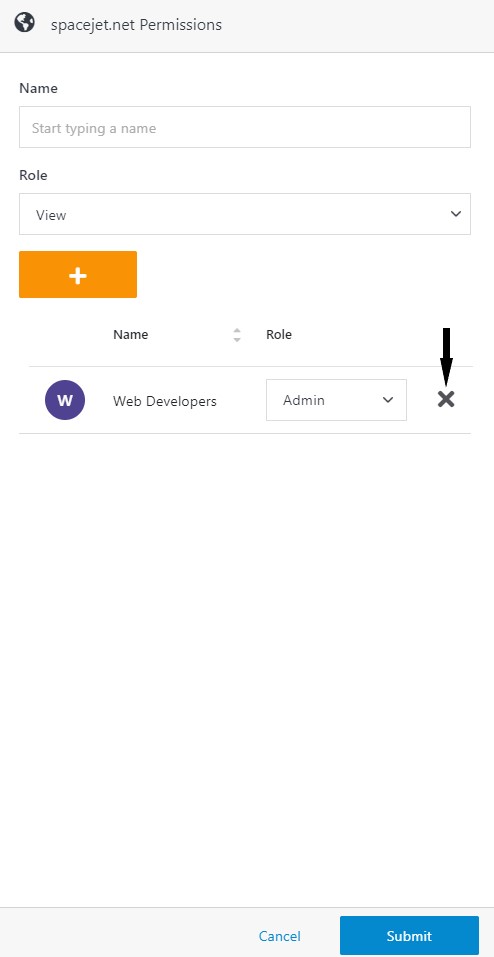 spacejet.net Permissions
Name
Start typing a name
Role
View
Name Role
W Web Developers Admin
Cancel Submit